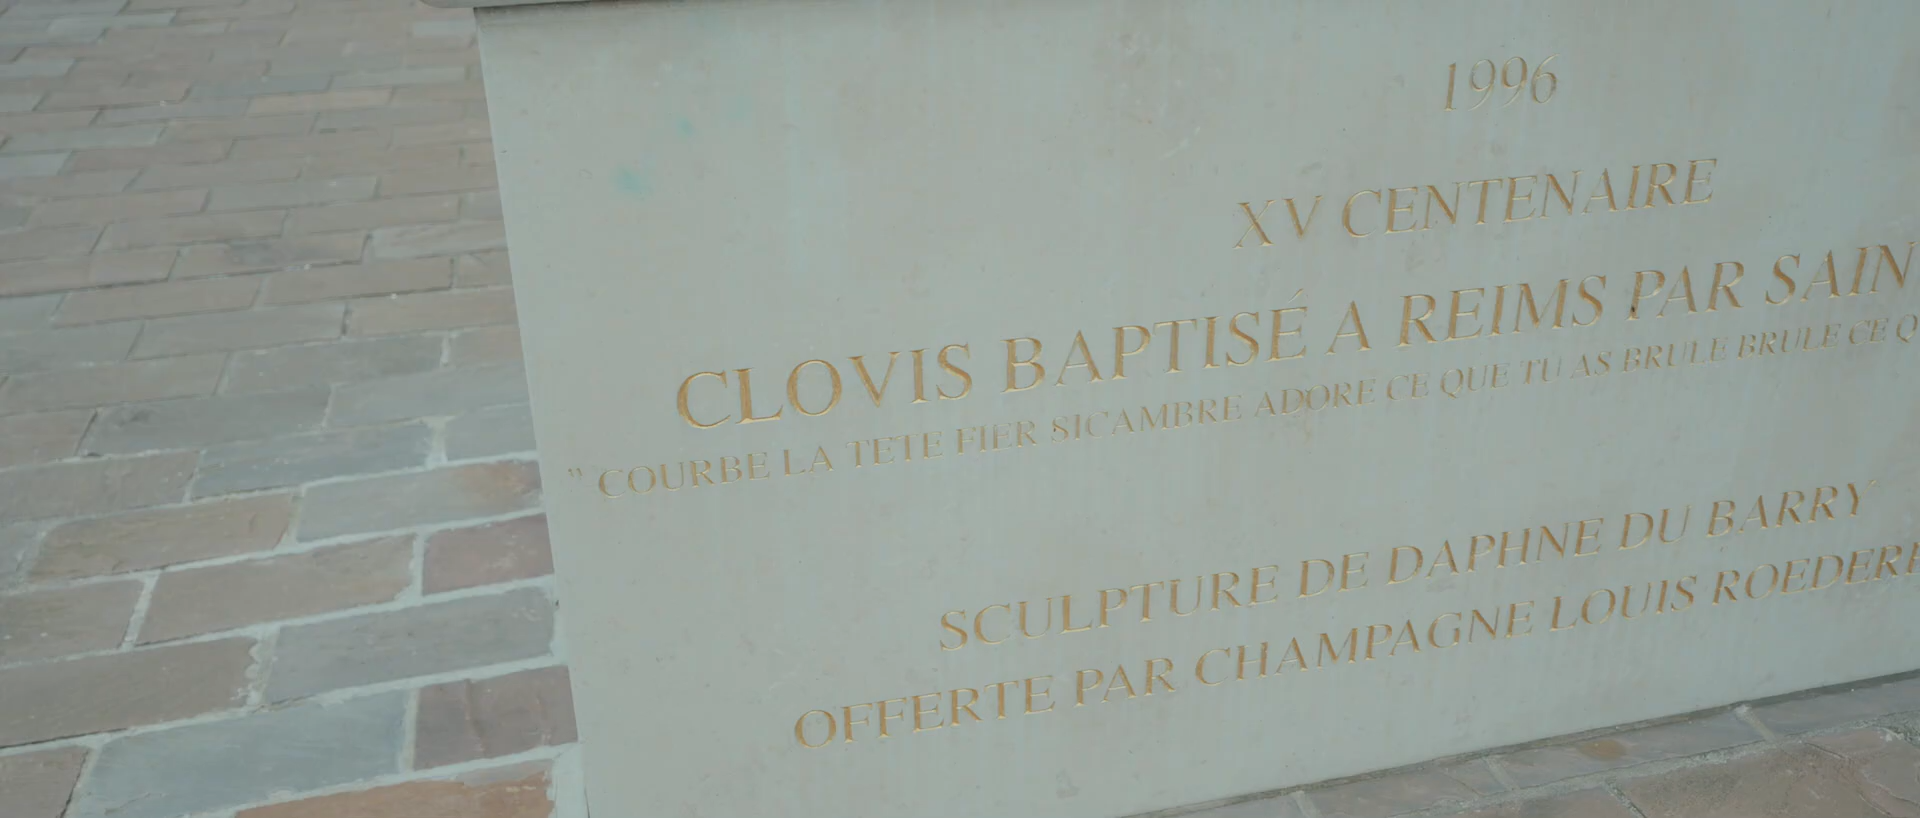 1996
XV CENTENAIRE
CLOVIS BAPTISÉ A REIMS PAR
" COURBE LA TETE FIER SICAMBRE ADORE CE QUE TU AS BRULE BRULE CE
SCULPTURE DE DAPHNE DU BARRY
OFFERTE PAR CHAMPAGNE LOUIS ROEDERER